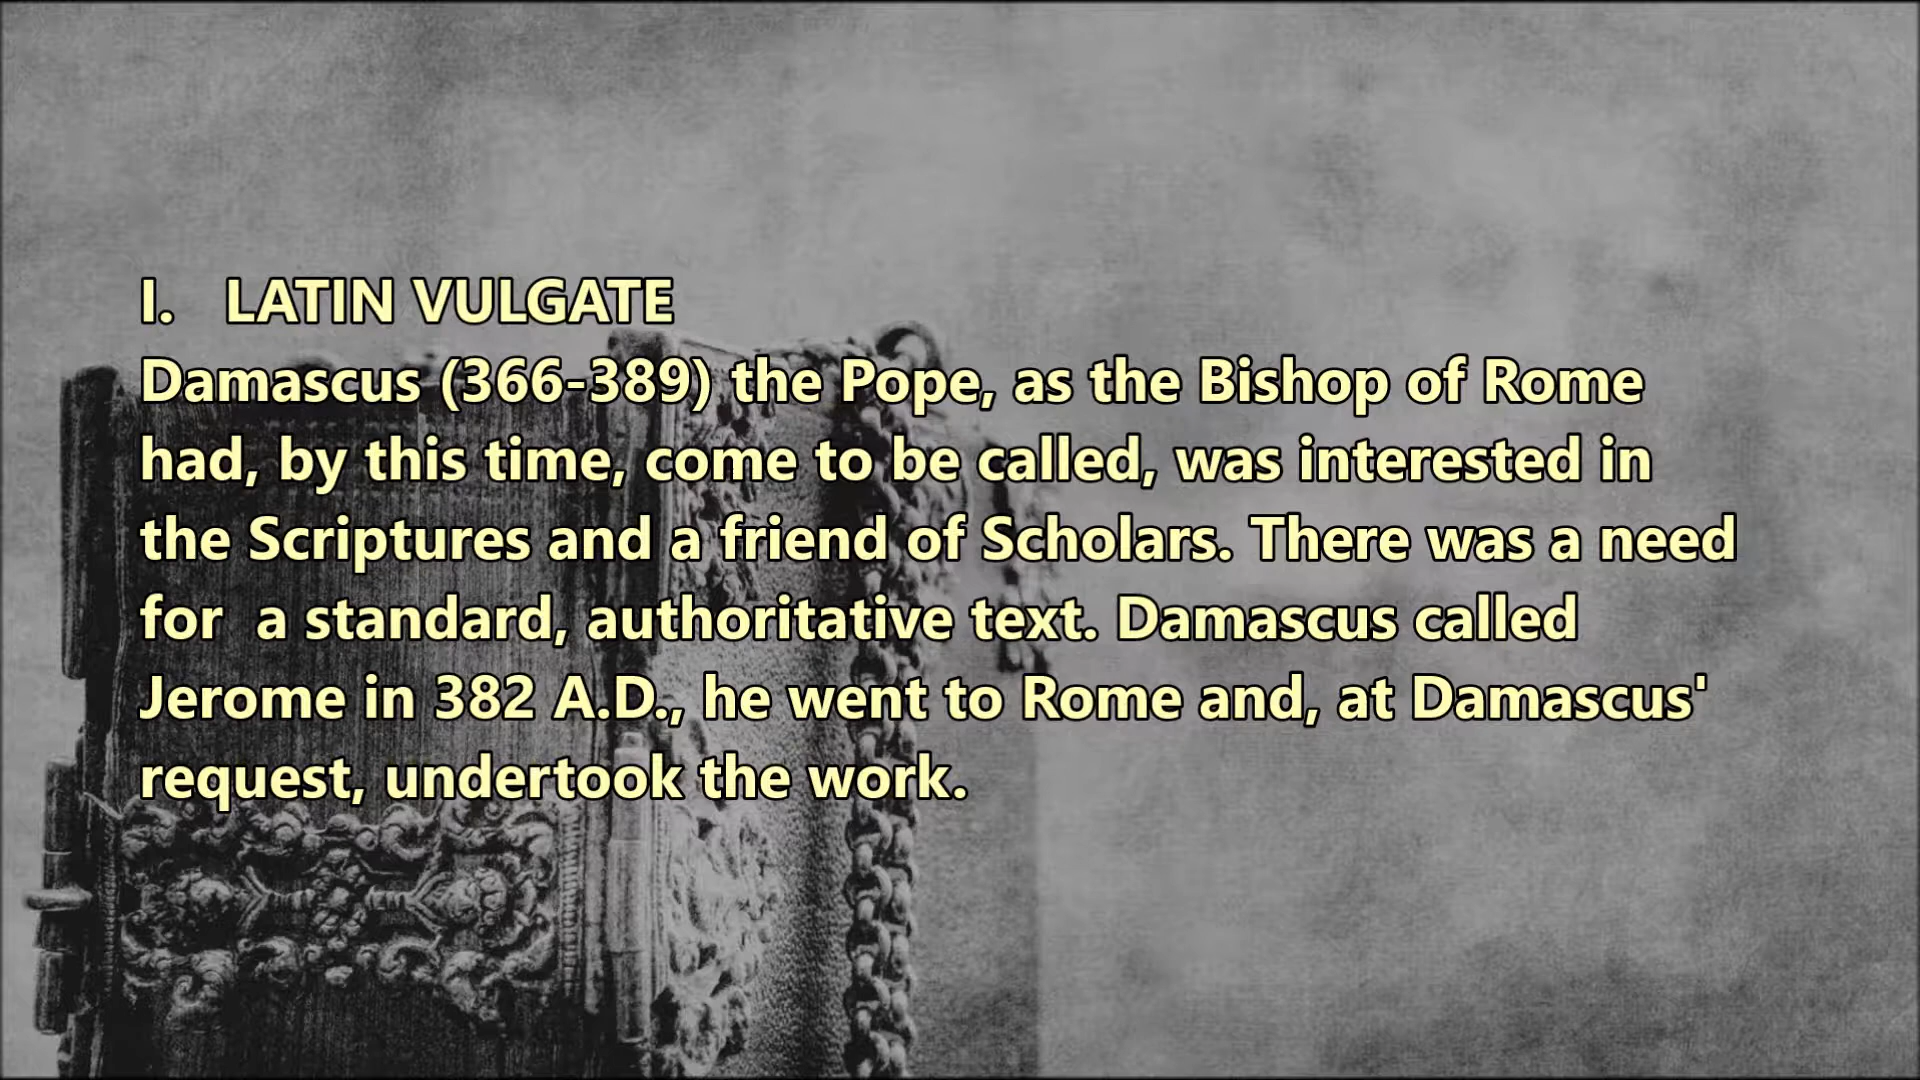 I. LATIN VULGATE
Damascus (366-389) the Pope, as the Bishop of Rome
had, by this time, come to be called, was interested in
the Scriptures and a friend of Scholars. There was a need
for  a standard, authoritative text. Damascus called
Jerome in 382 A.D., he went to Rome and, at Damascus'
request, undertook the work.